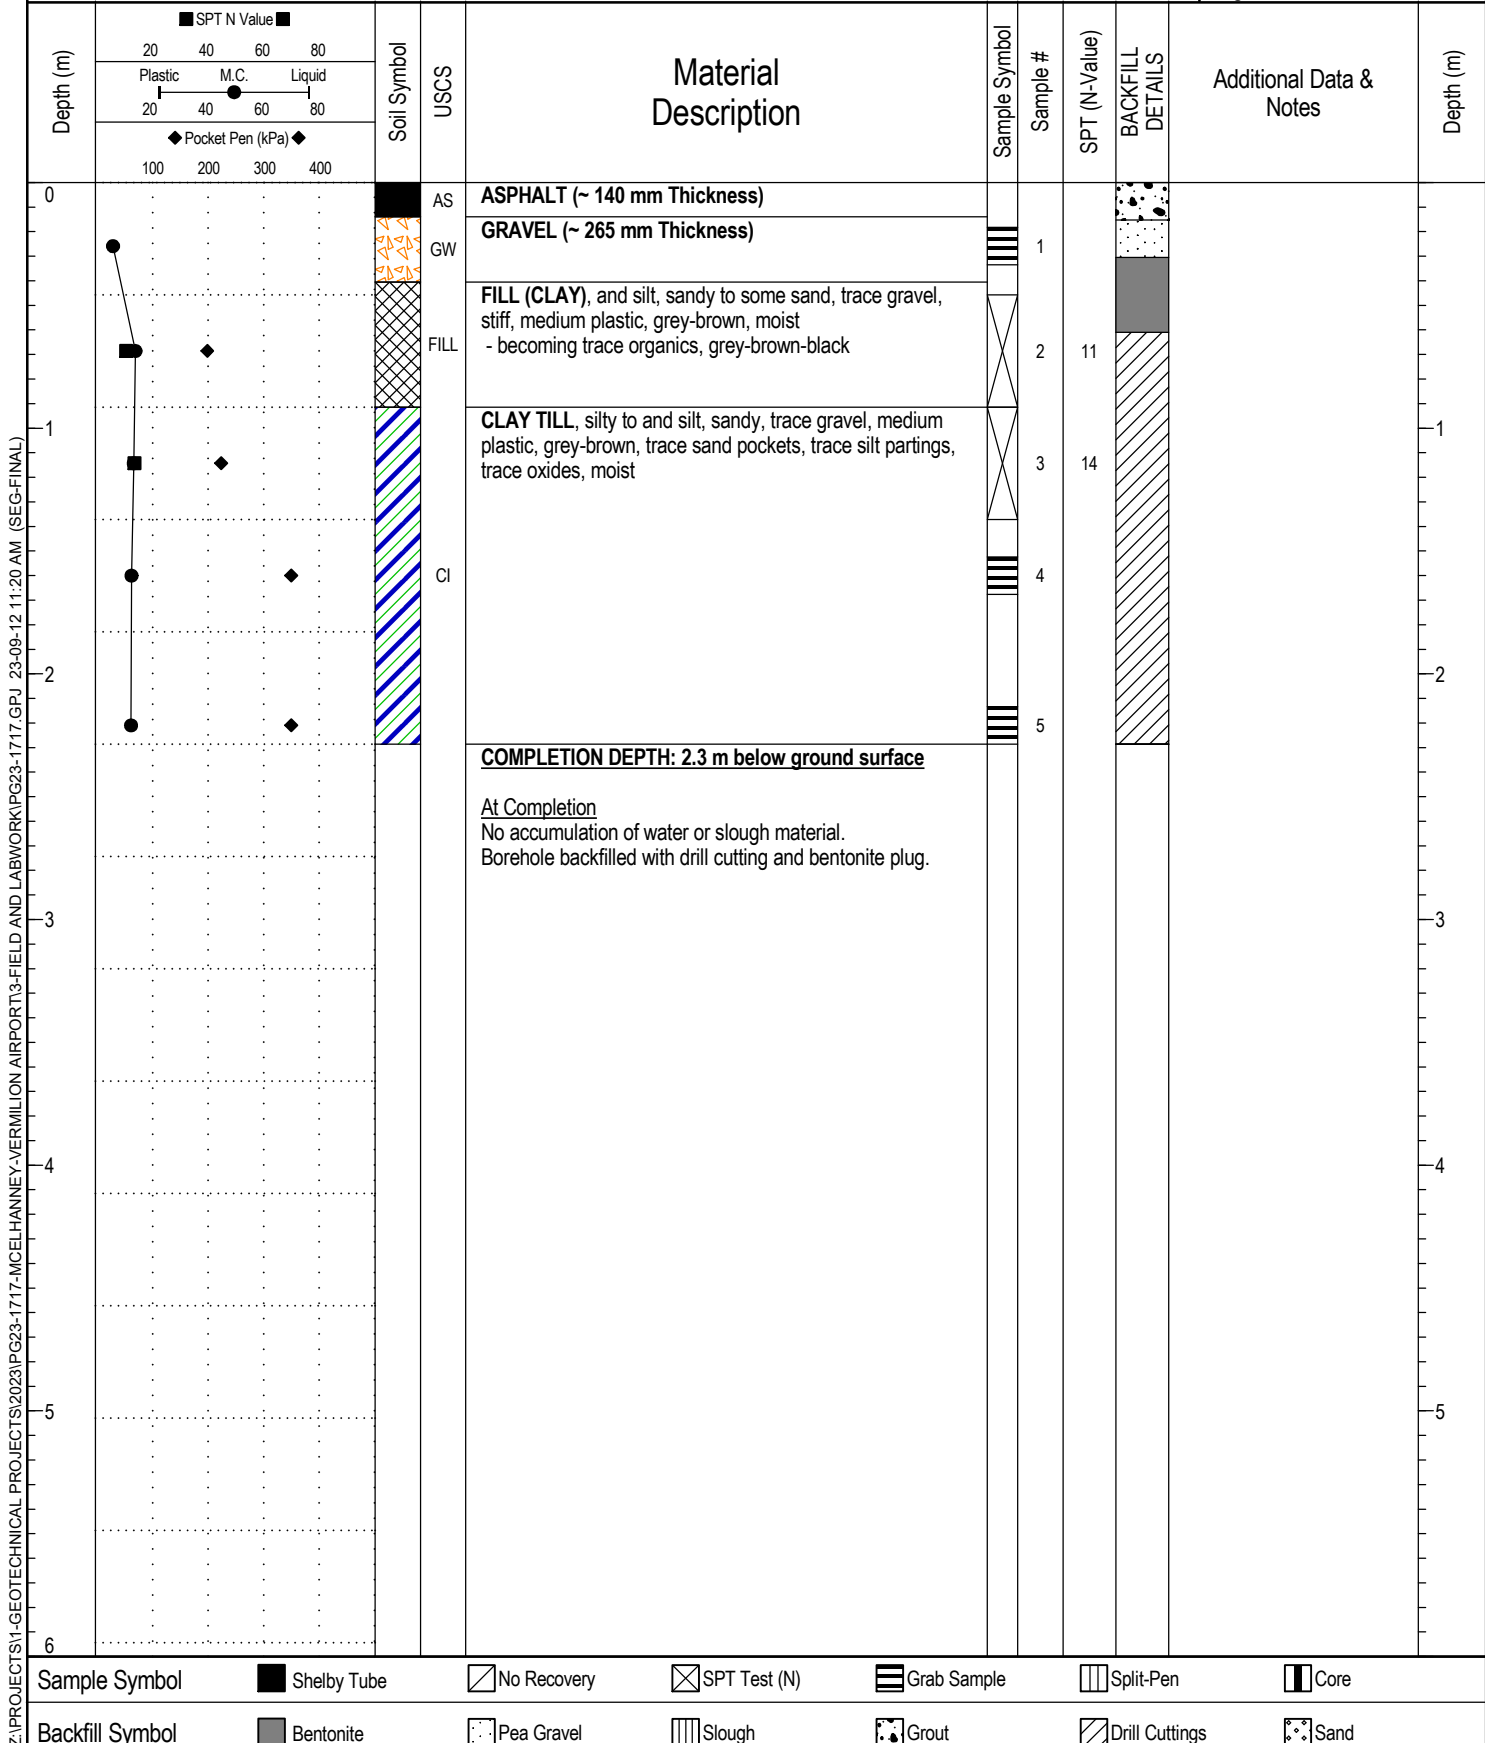 SPT N Value
20 40 60 80
Plastic M.C. Liquid
20 40 60 80
Pocket Pen (kPa)
100 200 300 400
Depth (m)
Soil Symbol
USCS
Material
Description
Sample Symbol
Sample #
SPT (N-Value)
BACKFILL
DETAILS
Additional Data &
Notes
Depth (m)
0
AS
ASPHALT (~ 140 mm Thickness)
GW
GRAVEL (~ 265 mm Thickness)
1
FILL
FILL (CLAY), and silt, sandy to some sand, trace gravel,
stiff, medium plastic, grey-brown, moist
- becoming trace organics, grey-brown-black
2 11
1
CLAY TILL, silty to and silt, sandy, trace gravel, medium
plastic, grey-brown, trace sand pockets, trace silt partings,
trace oxides, moist
3 14
1
CI
4
2
2
5
COMPLETION DEPTH: 2.3 m below ground surface
At Completion
No accumulation of water or slough material.
Borehole backfilled with drill cutting and bentonite plug.
3
3
4
4
5
5
6
Z:\PROJECTS\1-GEOTECHNICAL PROJECTS\2023\PG23-1717-MCELHANNEY-VERMILION AIRPORT\3-FIELD AND LABWORK\PG23-1717.GPJ 23-09-12 11:20 AM (SEG-FINAL)
Sample Symbol Shelby Tube No Recovery SPT Test (N) Grab Sample Split-Pen Core
Backfill Symbol Bentonite Pea Gravel Slough Grout Drill Cuttings Sand